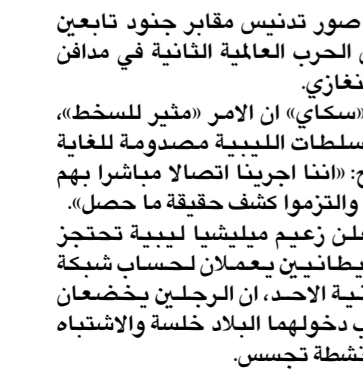 صور تدنيس مقابر جنود تابعين
الحرب العالمية الثانية في مدافن
نغازي.
«سكاي» ان الامر «مثير للسخط»،
سلطات الليبية مصدومة للغاية
ح: «اننا اجرينا اتصالا مباشرا بهم
والتزموا كشف حقيقة ما حصل».
لن زعيم ميليشيا ليبية تحتجز
يطانيين يعملان لحساب شبكة
نية الاحد، ان الرجلين يخضعان
ب دخولهما البلاد خلسة والاشتباه
نشطة تجسس.